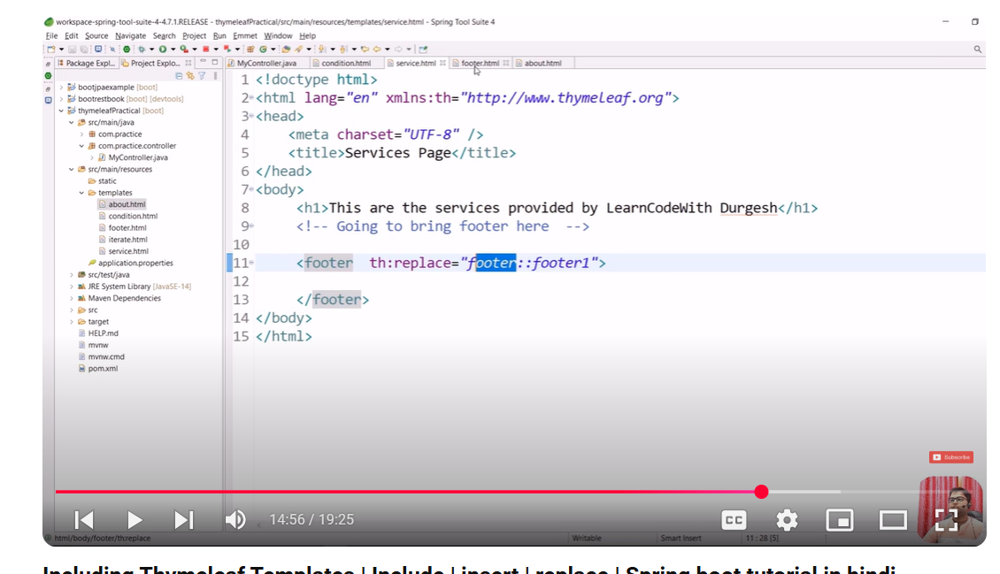 workspace-spring-tool-suite-4-4.7.1.RELEASE - thymeleafPractical/src/main/resources/templates/service.html - Spring Tool Suite 4
File Edit Source Navigate Search Project Run Emmet Window Help
Package Expl... Project Explo...
MyController.java condition.html service.html footer.html about.html
bootjpaexample [boot]
bootrestbook [boot] [devtools]
thymeleafPractical [boot]
src/main/java
com.practice
com.practice.controller
MyController.java
src/main/resources
static
templates
about.html
condition.html
footer.html
iterate.html
service.html
application.properties
src/test/java
JRE System Library [JavaSE-14]
Maven Dependencies
src
target
HELP.md
mvnw
mvnw.cmd
pom.xml
1 <!doctype html>
2 <html lang="en" xmlns:th="http://www.thymeleaf.org">
3 <head>
4 <meta charset="UTF-8" />
5 <title>Services Page</title>
6 </head>
7 <body>
8 <h1>This are the services provided by LearnCodeWith Durgesh</h1>
9 <!-- Going to bring footer here -->
10
11 <footer th:replace="footer::footer1">
12
13 </footer>
14 </body>
15 </html>
Subscribe
14:56 / 19:25
CC
html/body/footer/th:replace Writable Smart Insert 11 : 28 [5]
Including Thymeleaf Templates | Include | insert | replace | Spring boot tutorial in hindi